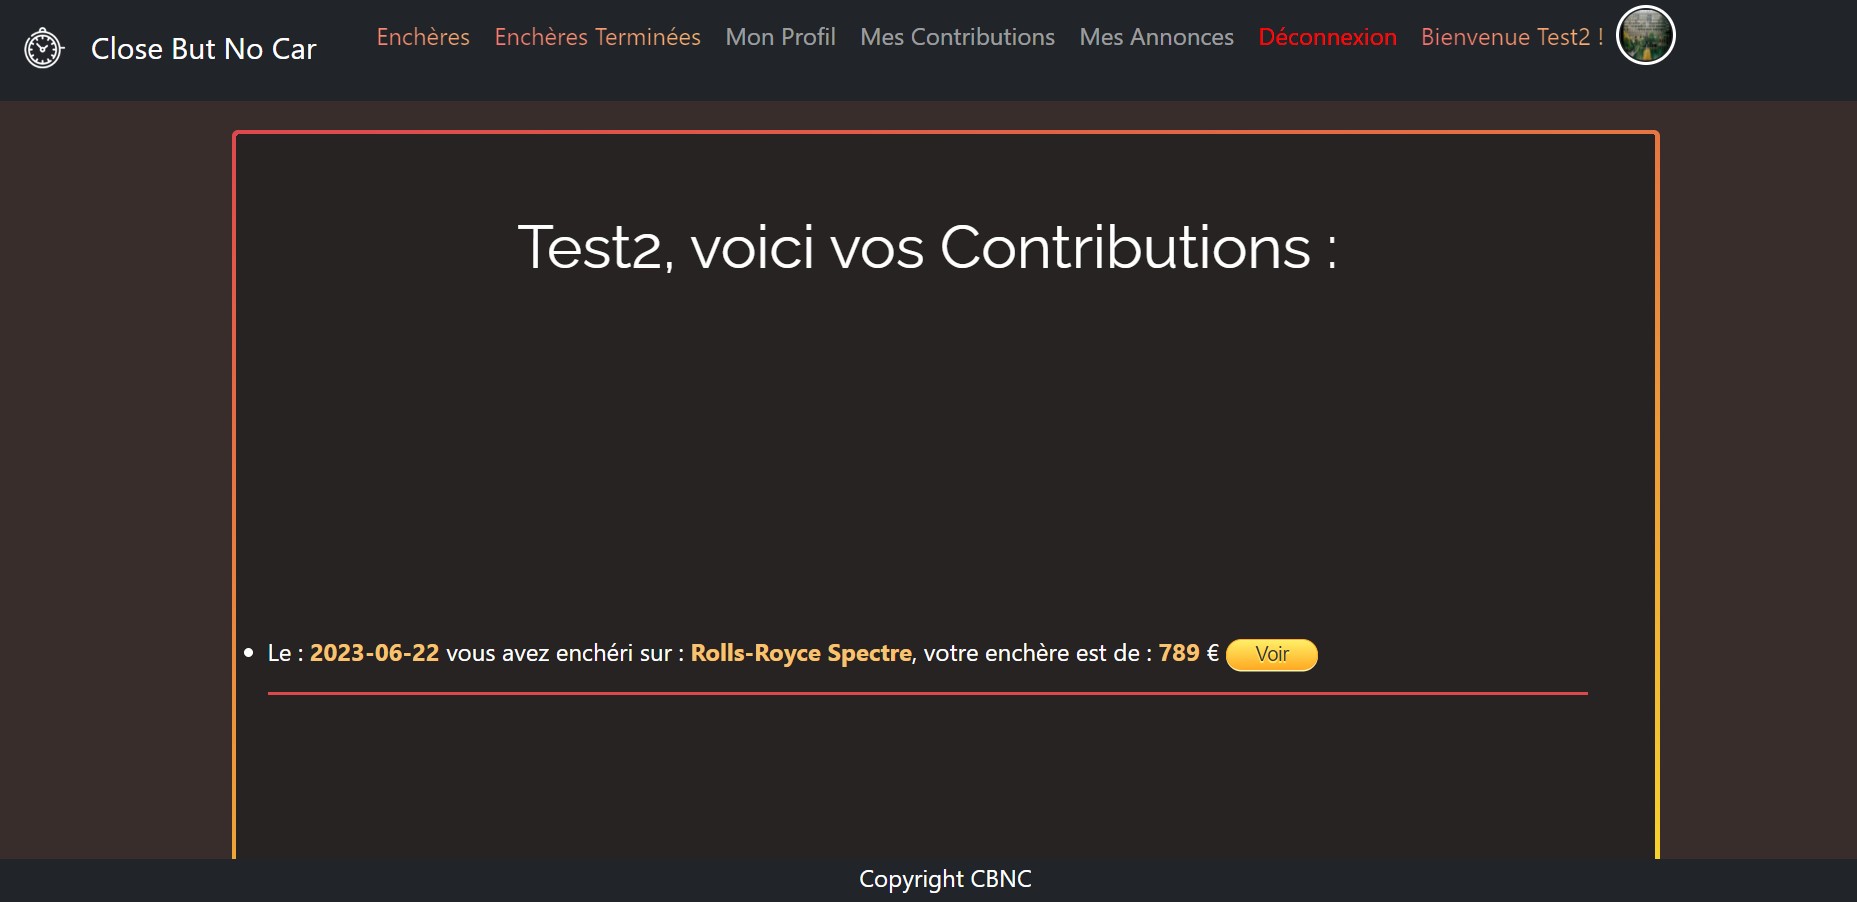 Close But No Car
Enchères Enchères Terminées Mon Profil Mes Contributions Mes Annonces Déconnexion Bienvenue Test2 !
Test2, voici vos Contributions :
Le : 2023-06-22 vous avez enchéri sur : Rolls-Royce Spectre, votre enchère est de : 789 € Voir
Copyright CBNC